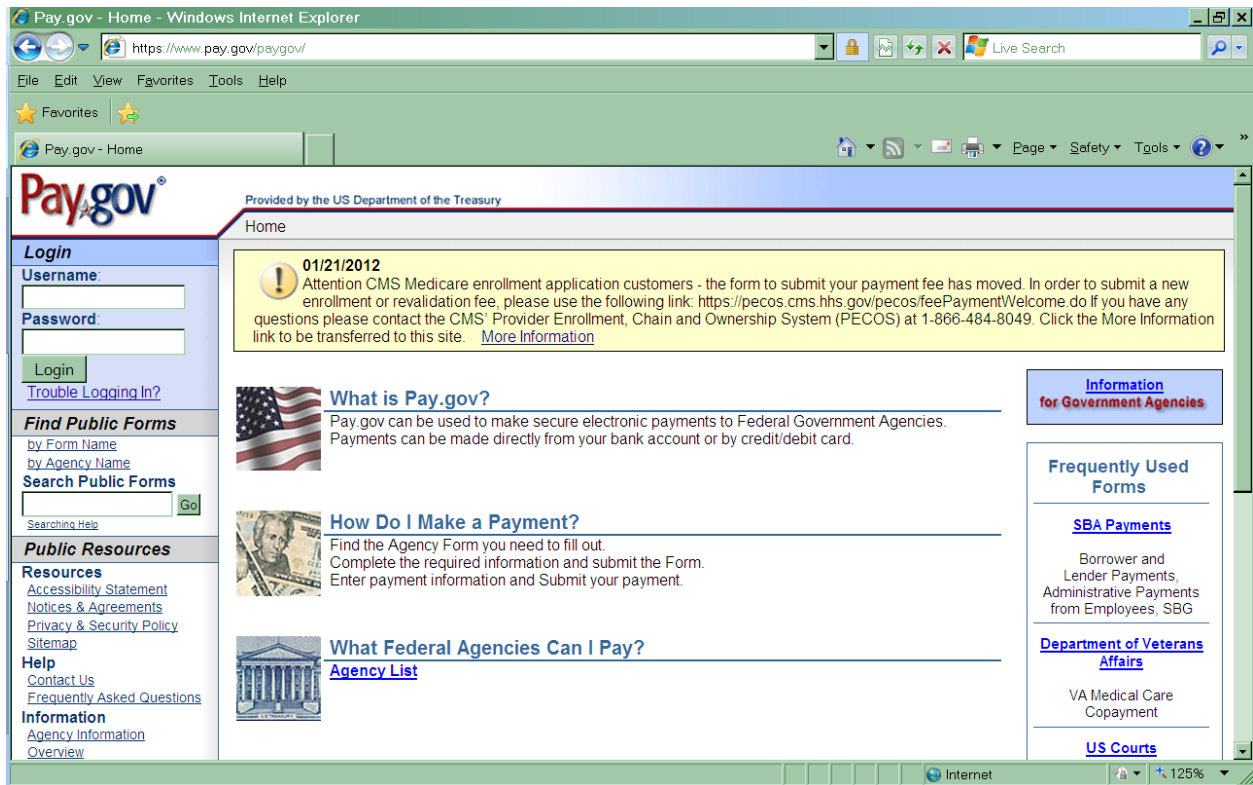 Pay.gov - Home - Windows Internet Explorer
https://www.pay.gov/paygov/
Live Search
File Edit View Favorites Tools Help
Favorites
Pay.gov - Home
Page Safety Tools
Pay.gov®
Provided by the US Department of the Treasury
Home
Login
Username:
Password:
Login
Trouble Logging In?
Find Public Forms
by Form Name
by Agency Name
Search Public Forms
Go
Searching Help
Public Resources
Resources
Accessibility Statement
Notices & Agreements
Privacy & Security Policy
Sitemap
Help
Contact Us
Frequently Asked Questions
Information
Agency Information
Overview
01/21/2012
Attention CMS Medicare enrollment application customers - the form to submit your payment fee has moved. In order to submit a new
enrollment or revalidation fee, please use the following link: https://pecos.cms.hhs.gov/pecos/feePaymentWelcome.do If you have any
questions please contact the CMS' Provider Enrollment, Chain and Ownership System (PECOS) at 1-866-484-8049. Click the More Information
link to be transferred to this site. More Information
What is Pay.gov?
Pay.gov can be used to make secure electronic payments to Federal Government Agencies.
Payments can be made directly from your bank account or by credit/debit card.
How Do I Make a Payment?
Find the Agency Form you need to fill out.
Complete the required information and submit the Form.
Enter payment information and Submit your payment.
What Federal Agencies Can I Pay?
Agency List
Information
for Government Agencies
Frequently Used
Forms
SBA Payments
Borrower and
Lender Payments,
Administrative Payments
from Employees, SBG
Department of Veterans
Affairs
VA Medical Care
Copayment
US Courts
Internet
125%